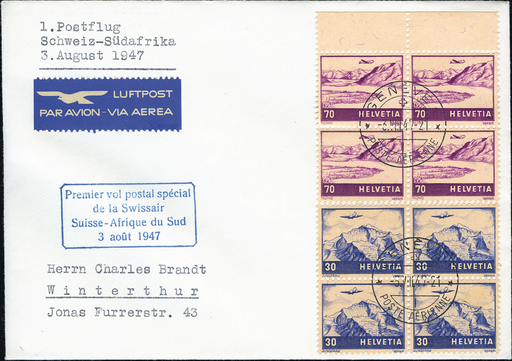 1.Postflug
Schweiz-Südafrika
3.August 1947
LUFTPOST
PAR AVION-VIA AEREA
Premier vol postal spécial
de la Swissair
Suisse-Afrique du Sud
3 août 1947
Herrn Charles Brandt
Winterthur
Jonas Furrerstr. 43
70 HELVETIA
HELVETIA 70
70 HELVETIA
HELVETIA 70
30 HELVETIA
HELVETIA 30
30 HELVETIA
HELVETIA 30
GENEVE
POSTE AÉRIENNE
GENEVE
POSTE AÉRIENNE